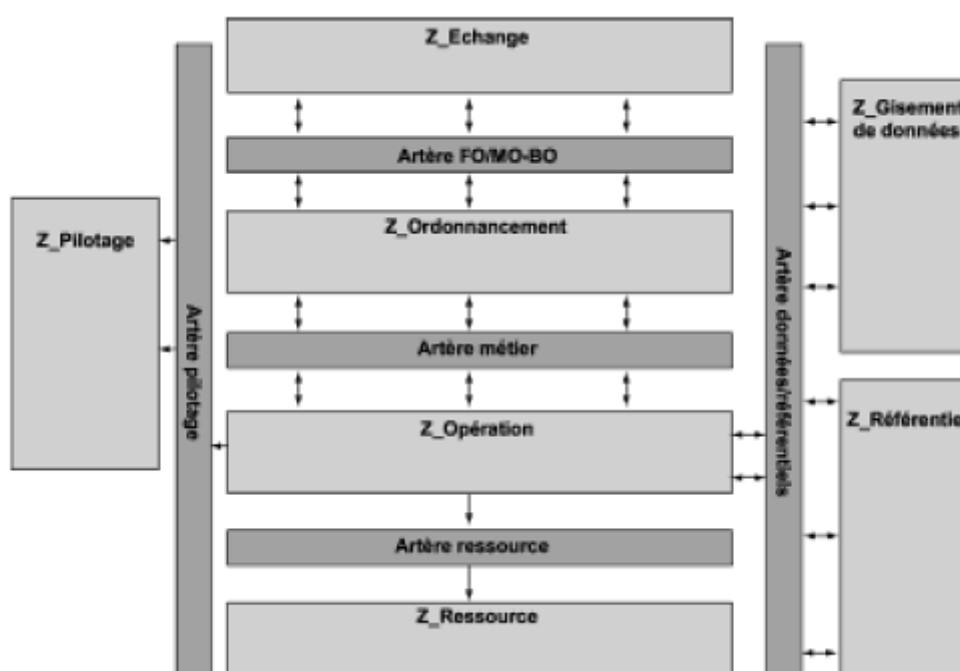 Z_Echange
Z_Gisement
de données
Artère FO/MO-BO
Z_Ordonnancement
Z_Pilotage
Artère pilotage
Artère données/référentiels
Artère métier
Z_Opération
Z_Référentie
Artère ressource
Z_Ressource